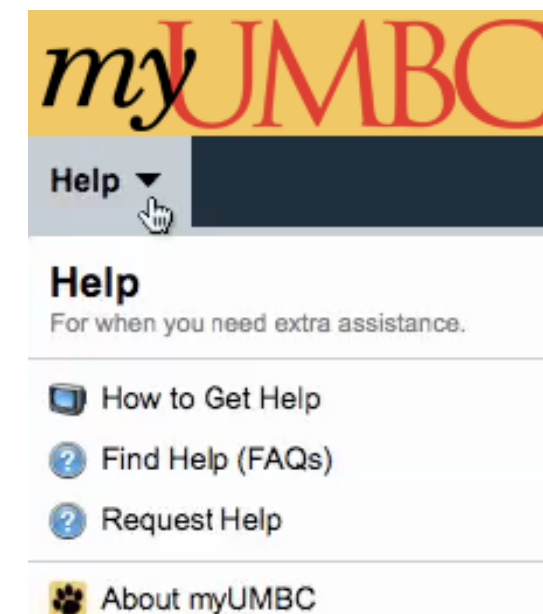 myUMBC
Help
Help
For when you need extra assistance.
How to Get Help
Find Help (FAQs)
Request Help
About myUMBC